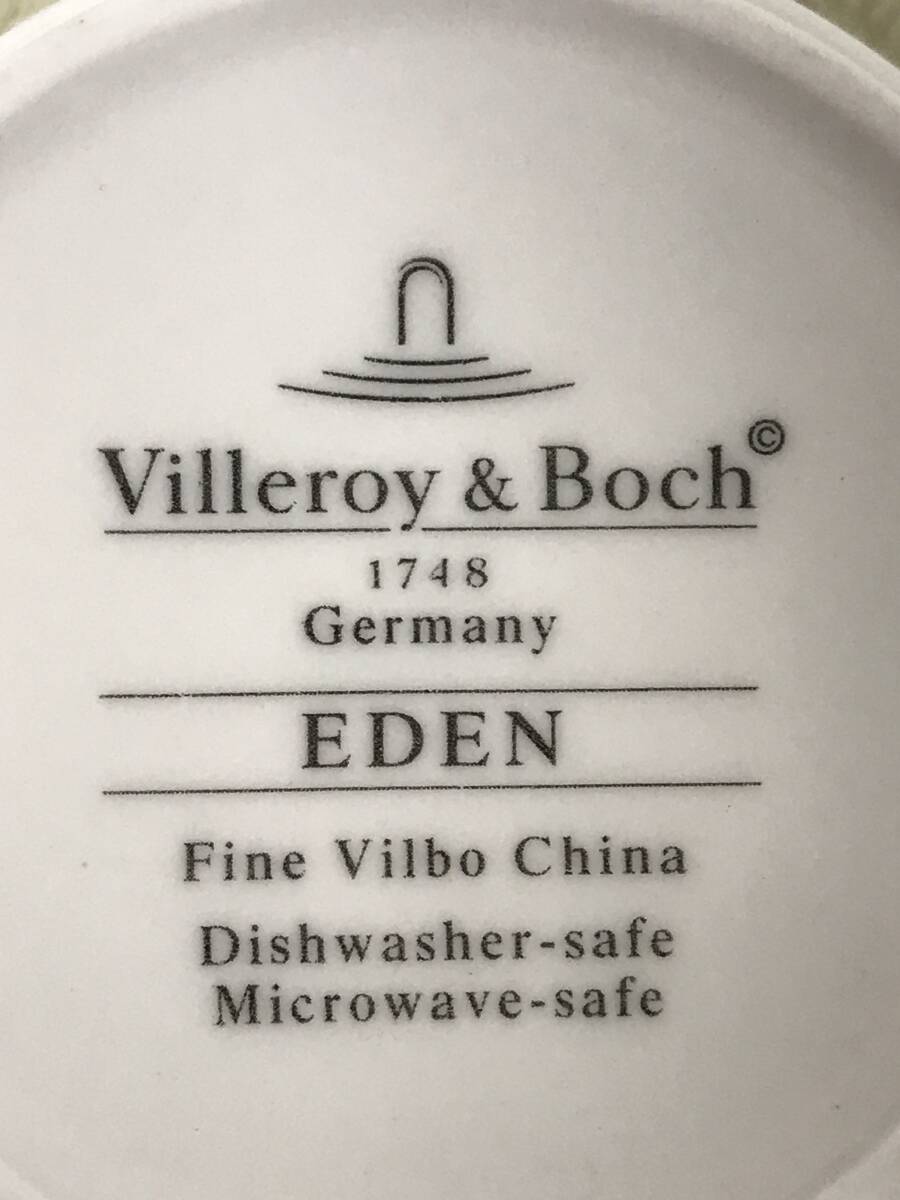 Villeroy & Boch©
1748
Germany
EDEN
Fine Vilbo China
Dishwasher-safe
Microwave-safe